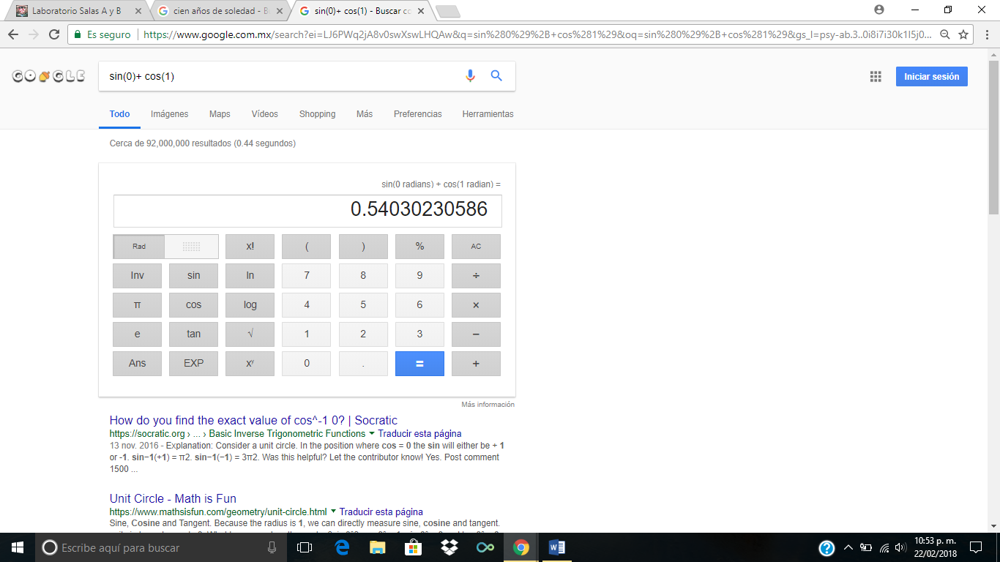 Laboratorio Salas A y B
cien años de soledad - B
sin(0)+ cos(1) - Buscar co
Es seguro
https://www.google.com.mx/search?ei=LJ6PWq2jA8v0swXswLHQAw&q=sin%280%29%2B+cos%281%29&oq=sin%280%29%2B+cos%281%29&gs_l=psy-ab.3..0i8i7i30k1l5j0...
GOOGLE
sin(0)+ cos(1)
Iniciar sesión
Todo Imágenes Maps Vídeos Shopping Más Preferencias Herramientas
Cerca de 92,000,000 resultados (0.44 segundos)
sin(0 radians) + cos(1 radian) =
0.54030230586
Rad x! ( ) % AC
Inv sin ln 7 8 9 ÷
π cos log 4 5 6 ×
e tan √ 1 2 3 −
Ans EXP xʸ 0 . = +
Más información
How do you find the exact value of cos^-1 0? | Socratic
https://socratic.org › ... › Basic Inverse Trigonometric Functions ▼ Traducir esta página
13 nov. 2016 - Explanation: Consider a unit circle. In the position where cos = 0 the sin will either be + 1
or -1. sin−1(+1) = π2. sin−1(−1) = 3π2. Was this helpful? Let the contributor know! Yes. Post comment
1500 ...
Unit Circle - Math is Fun
https://www.mathsisfun.com/geometry/unit-circle.html ▼ Traducir esta página
Sine, Cosine and Tangent. Because the radius is 1, we can directly measure sine, cosine and tangent.
Escribe aquí para buscar
10:53 p. m.
22/02/2018